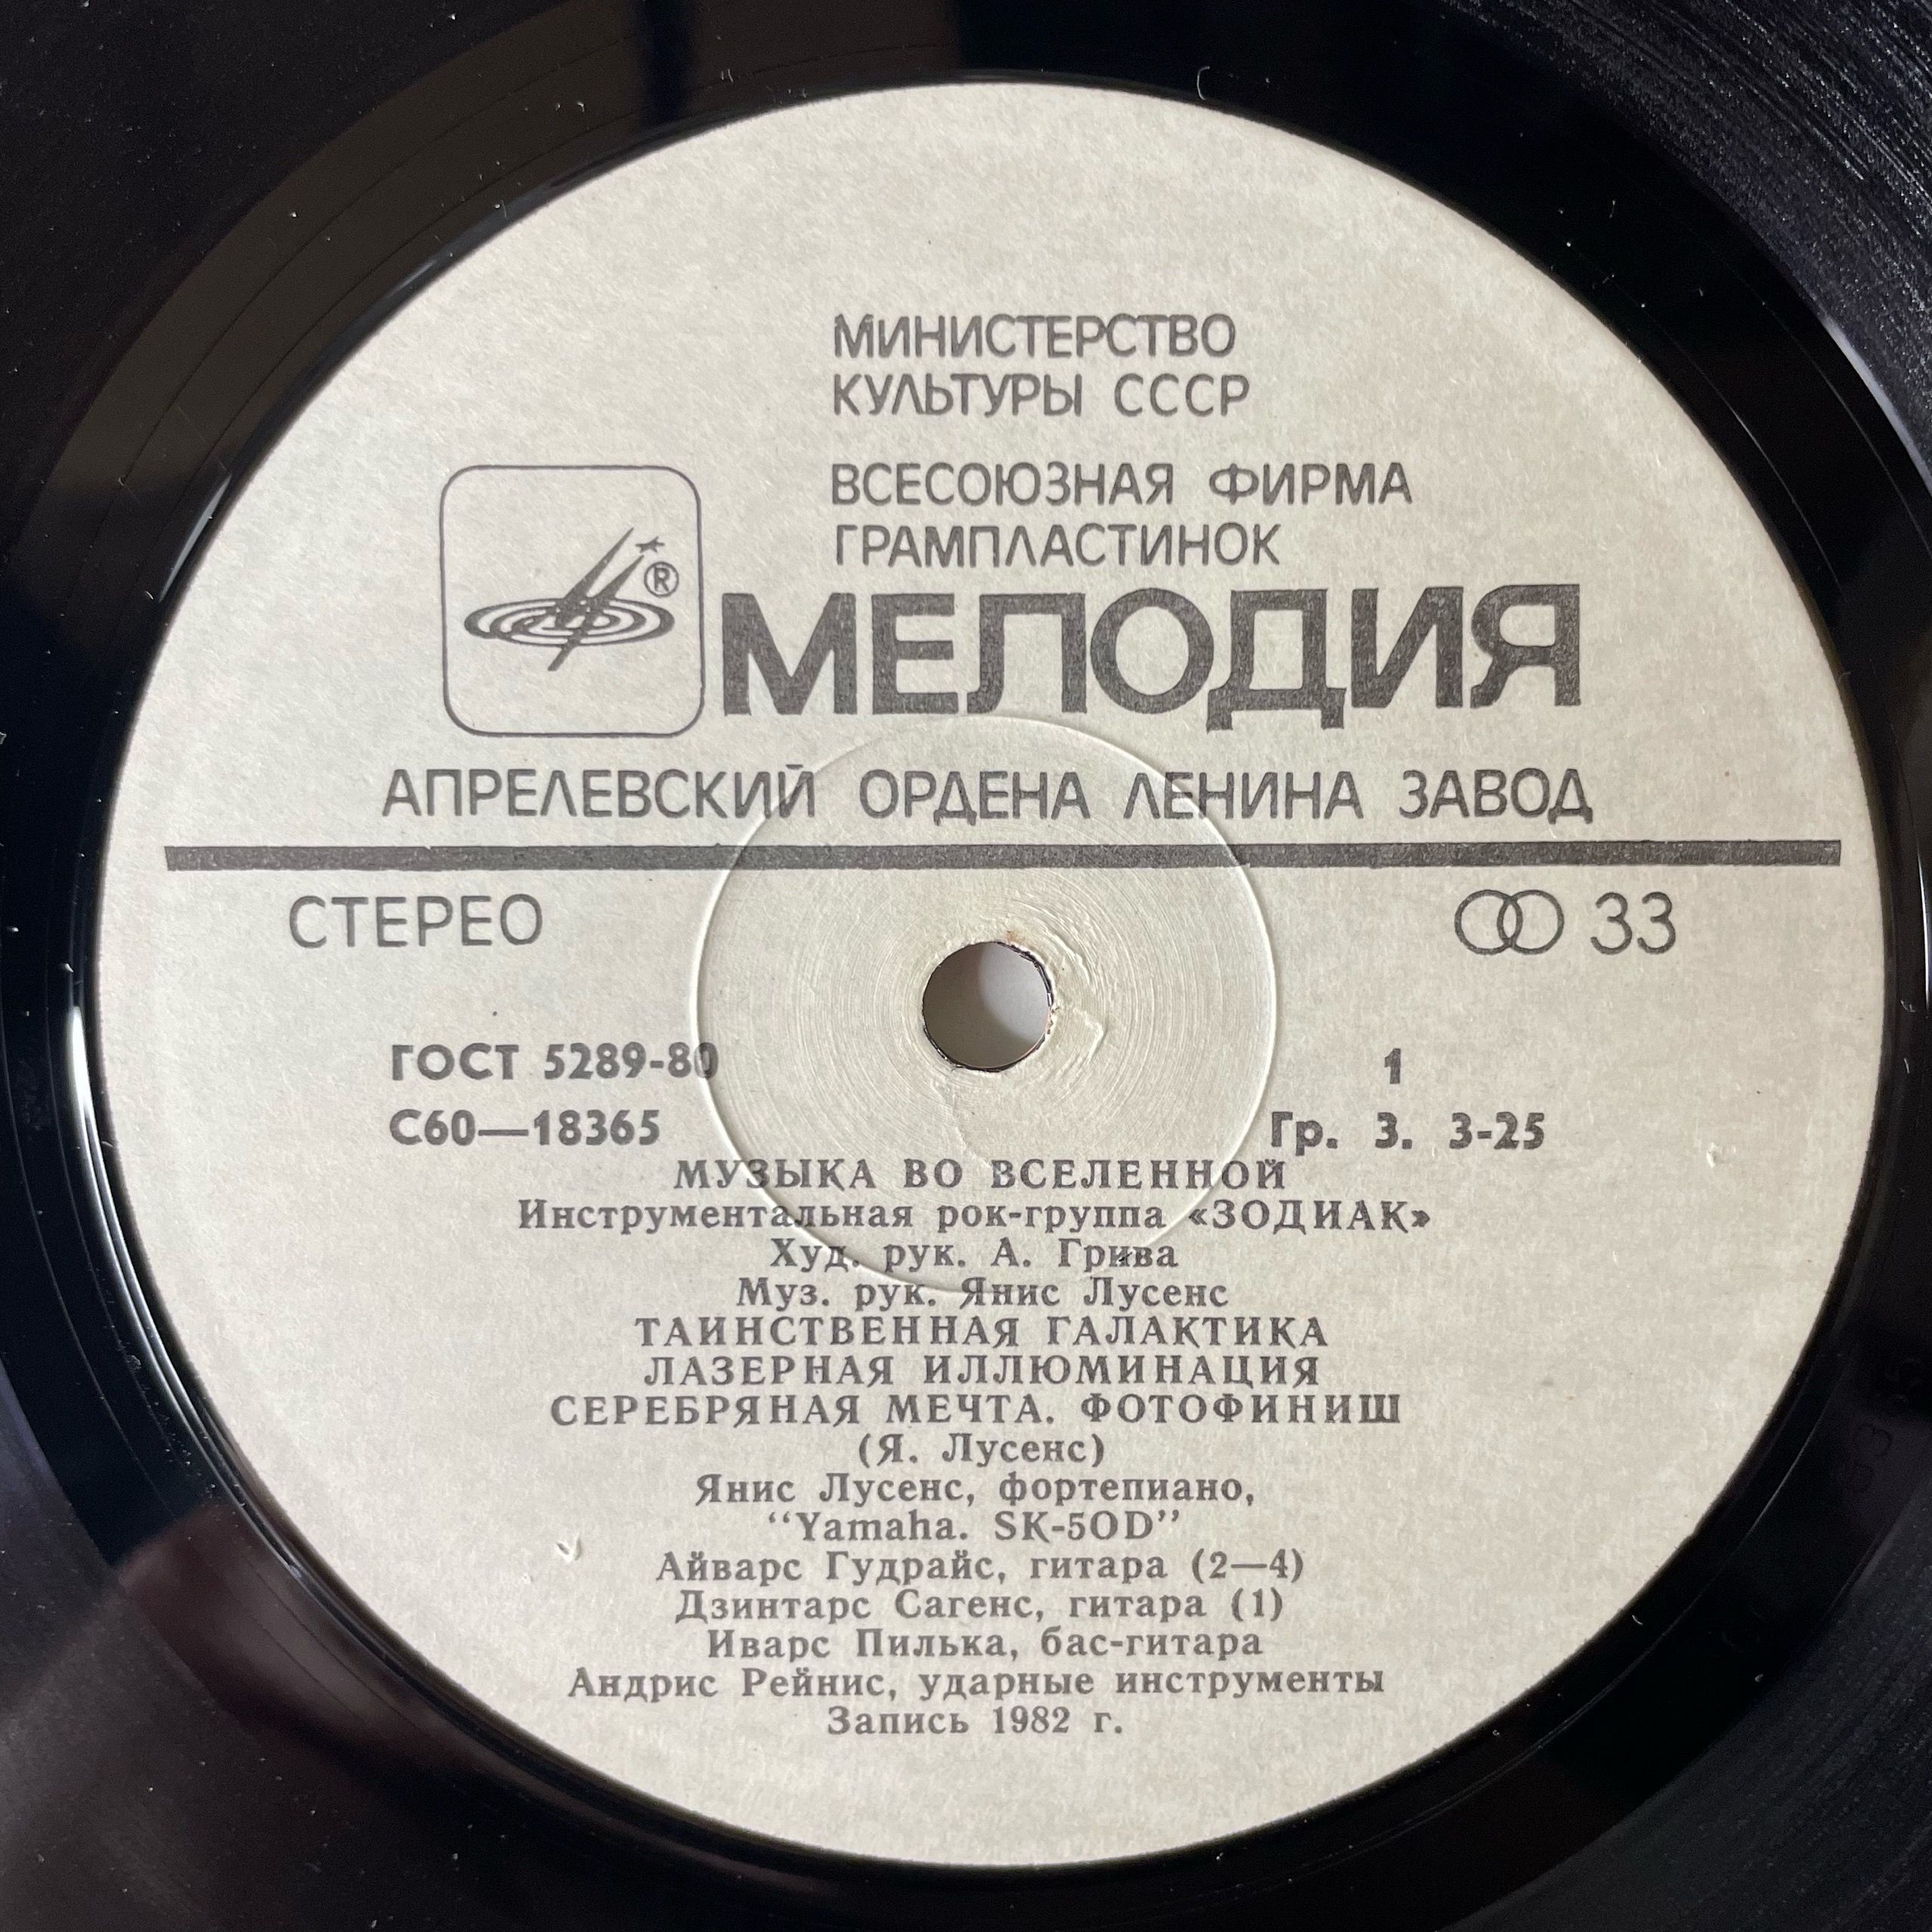 МИНИСТЕРСТВО
КУЛЬТУРЫ СССР
ВСЕСОЮЗНАЯ ФИРМА
ГРАМПЛАСТИНОК
®
МЕЛОДИЯ
АПРЕЛЕВСКИЙ ОРДЕНА ЛЕНИНА ЗАВОД
СТЕРЕО
33
ГОСТ 5289-80
1
С60—18365
Гр. 3. 3-25
МУЗЫКА ВО ВСЕЛЕННОЙ
Инструментальная рок-группа «ЗОДИАК»
Худ. рук. А. Грива
Муз. рук. Янис Лусенс
ТАИНСТВЕННАЯ ГАЛАКТИКА
ЛАЗЕРНАЯ ИЛЛЮМИНАЦИЯ
СЕРЕБРЯНАЯ МЕЧТА. ФОТОФИНИШ
(Я. Лусенс)
Янис Лусенс, фортепиано,
“Yamaha. SK-50D”
Айварс Гудрайс, гитара (2—4)
Дзинтарс Сагенс, гитара (1)
Иварс Пилька, бас-гитара
Андрис Рейнис, ударные инструменты
Запись 1982 г.